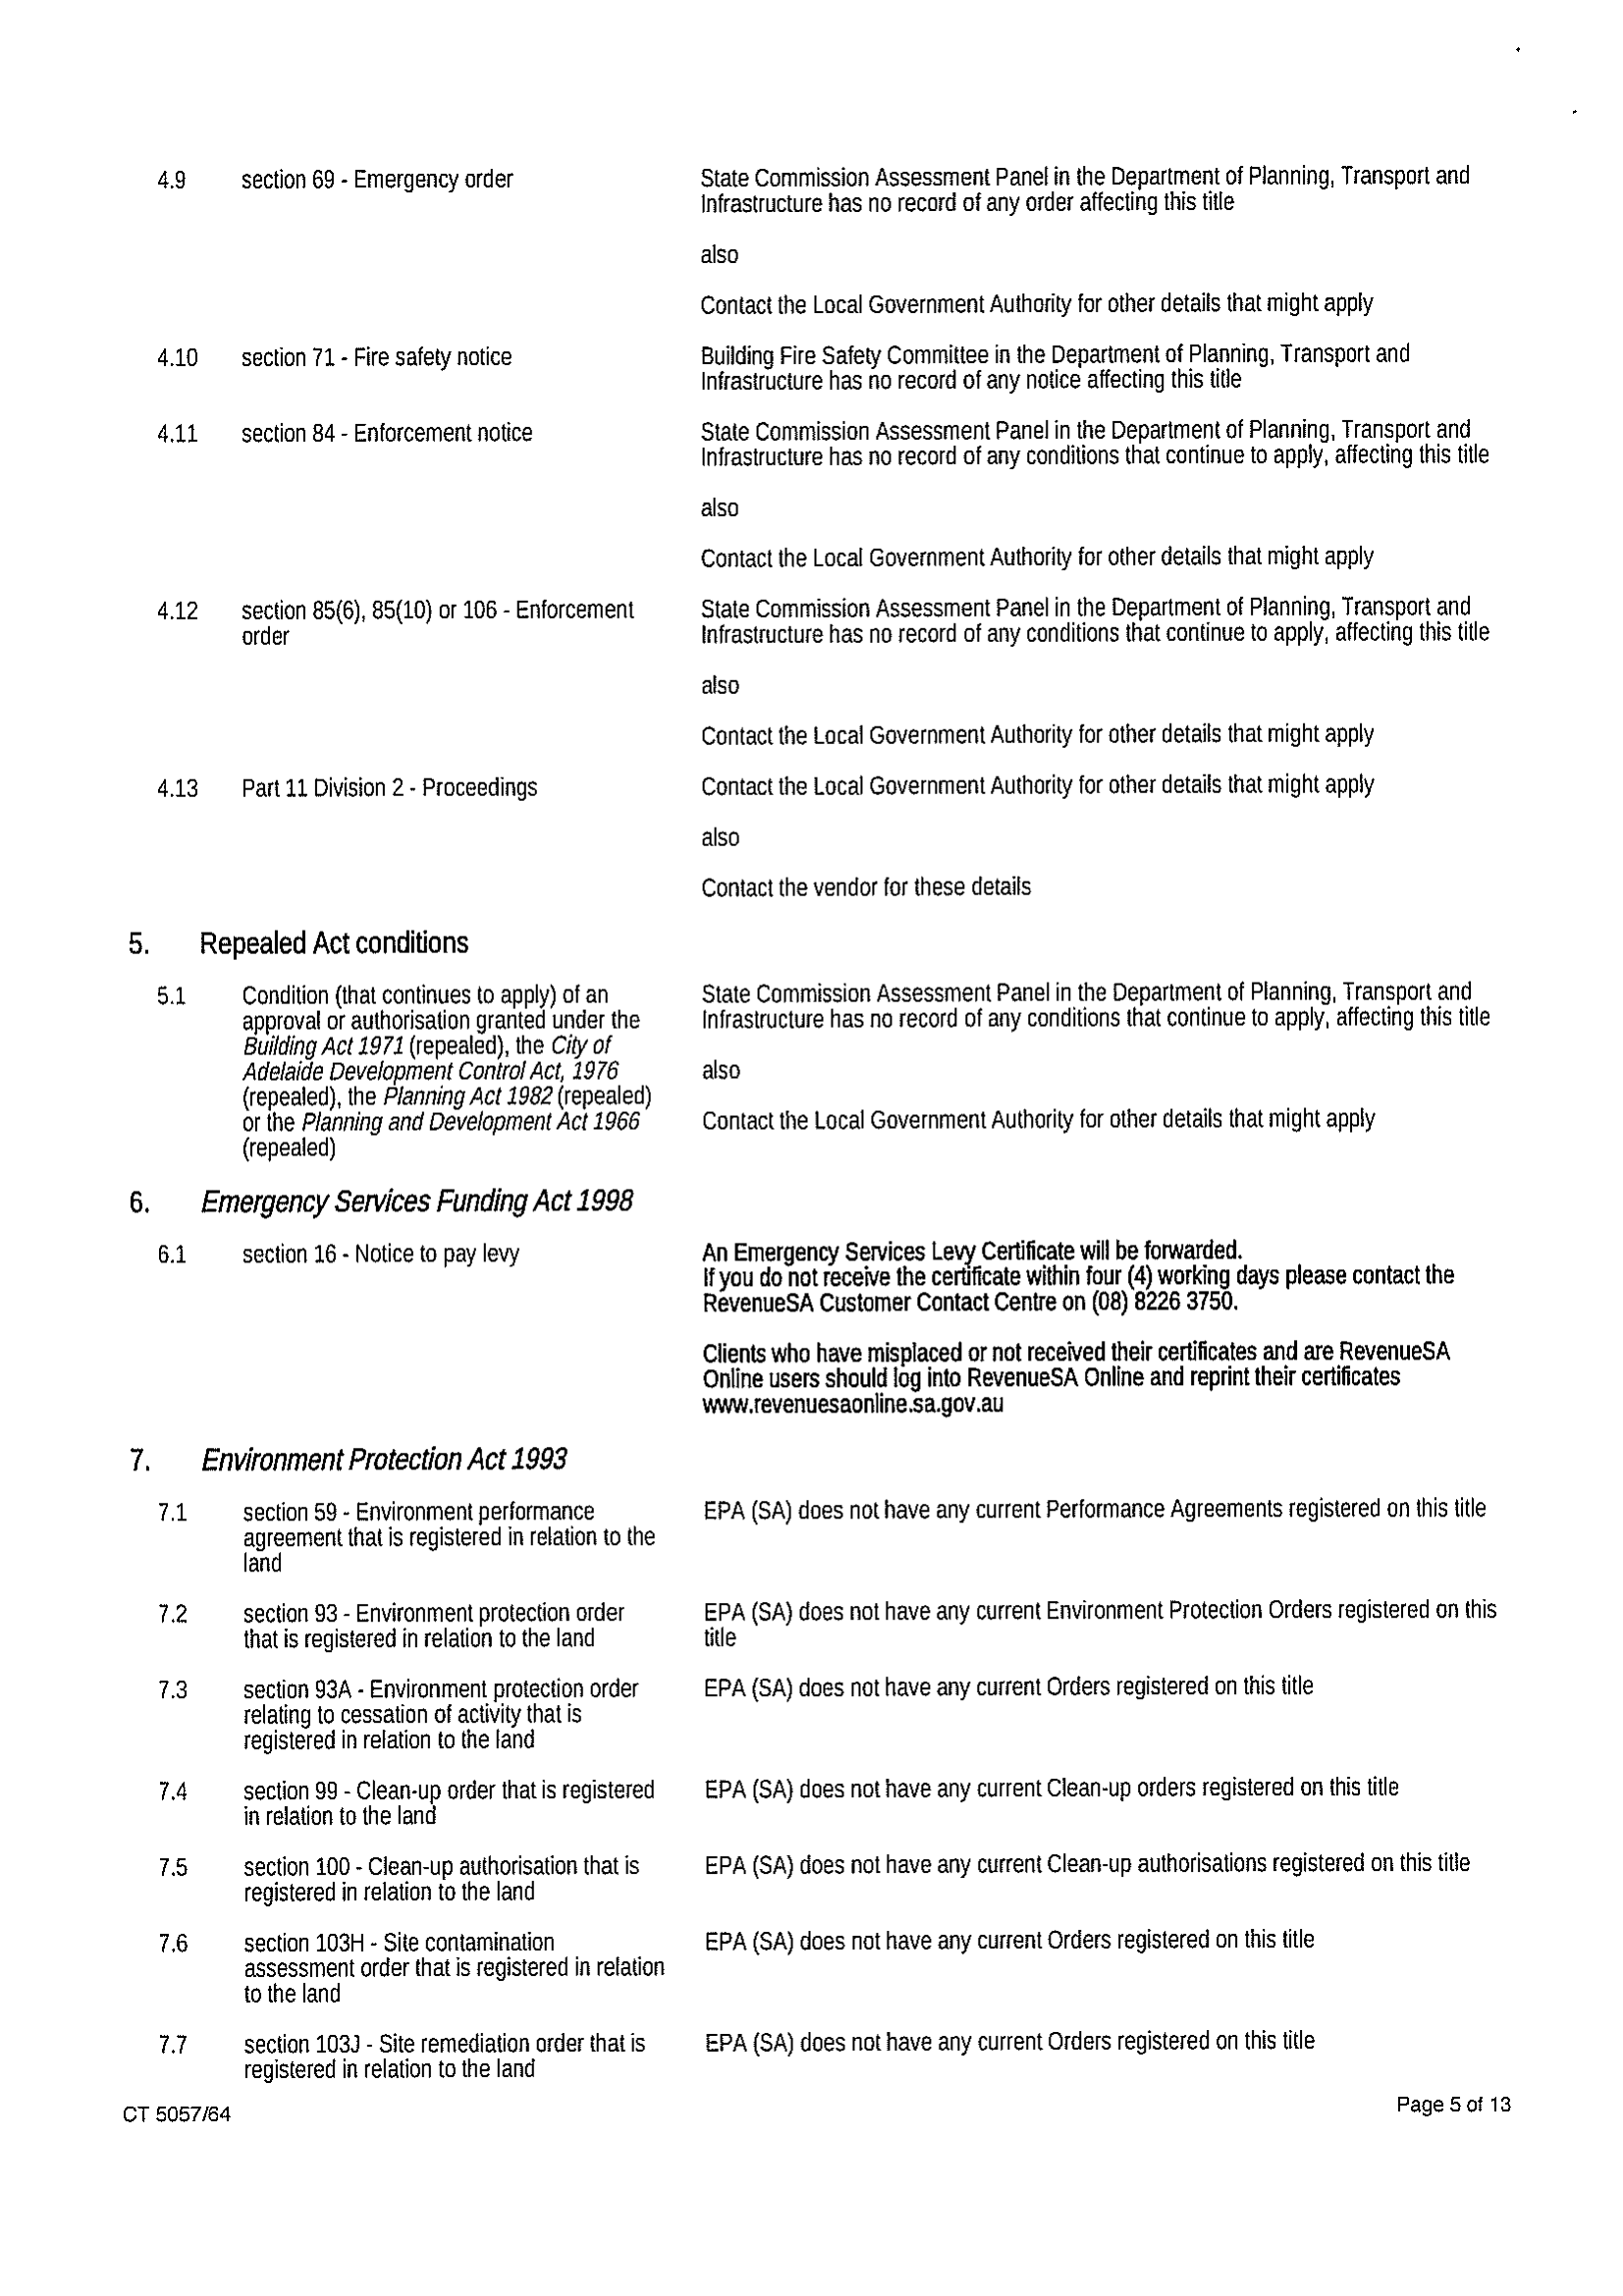 4.9 section 69 - Emergency order State Commission Assessment Panel in the Department of Planning, Transport and
Infrastructure has no record of any order affecting this title
also
Contact the Local Government Authority for other details that might apply
4.10 section 71 - Fire safety notice Building Fire Safety Committee in the Department of Planning, Transport and
Infrastructure has no record of any notice affecting this title
4.11 section 84 - Enforcement notice State Commission Assessment Panel in the Department of Planning, Transport and
Infrastructure has no record of any conditions that continue to apply, affecting this title
also
Contact the Local Government Authority for other details that might apply
4.12 section 85(6), 85(10) or 106 - Enforcement State Commission Assessment Panel in the Department of Planning, Transport and
order Infrastructure has no record of any conditions that continue to apply, affecting this title
also
Contact the Local Government Authority for other details that might apply
4.13 Part 11 Division 2 - Proceedings Contact the Local Government Authority for other details that might apply
also
Contact the vendor for these details
5. Repealed Act conditions
5.1 Condition (that continues to apply) of an State Commission Assessment Panel in the Department of Planning, Transport and
approval or authorisation granted under the Infrastructure has no record of any conditions that continue to apply, affecting this title
Building Act 1971 (repealed), the City of
Adelaide Development Control Act, 1976 also
(repealed), the Planning Act 1982 (repealed)
or the Planning and Development Act 1966 Contact the Local Government Authority for other details that might apply
(repealed)
6. Emergency Services Funding Act 1998
6.1 section 16 - Notice to pay levy An Emergency Services Levy Certificate will be forwarded.
If you do not receive the certificate within four (4) working days please contact the
RevenueSA Customer Contact Centre on (08) 8226 3750.
Clients who have misplaced or not received their certificates and are RevenueSA
Online users should log into RevenueSA Online and reprint their certificates
www.revenuesaonline.sa.gov.au
7. Environment Protection Act 1993
7.1 section 59 - Environment performance EPA (SA) does not have any current Performance Agreements registered on this title
agreement that is registered in relation to the
land
7.2 section 93 - Environment protection order EPA (SA) does not have any current Environment Protection Orders registered on this
that is registered in relation to the land title
7.3 section 93A - Environment protection order EPA (SA) does not have any current Orders registered on this title
relating to cessation of activity that is
registered in relation to the land
7.4 section 99 - Clean-up order that is registered EPA (SA) does not have any current Clean-up orders registered on this title
in relation to the land
7.5 section 100 - Clean-up authorisation that is EPA (SA) does not have any current Clean-up authorisations registered on this title
registered in relation to the land
7.6 section 103H - Site contamination EPA (SA) does not have any current Orders registered on this title
assessment order that is registered in relation
to the land
7.7 section 103J - Site remediation order that is EPA (SA) does not have any current Orders registered on this title
registered in relation to the land
CT 5057/64 Page 5 of 13